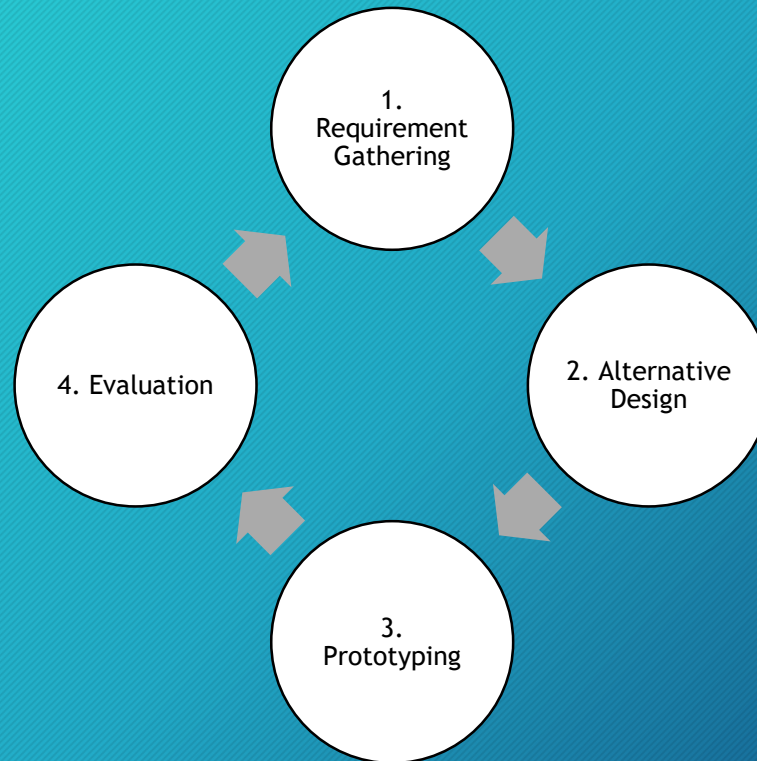 1.
Requirement
Gathering
2. Alternative
Design
3.
Prototyping
4. Evaluation